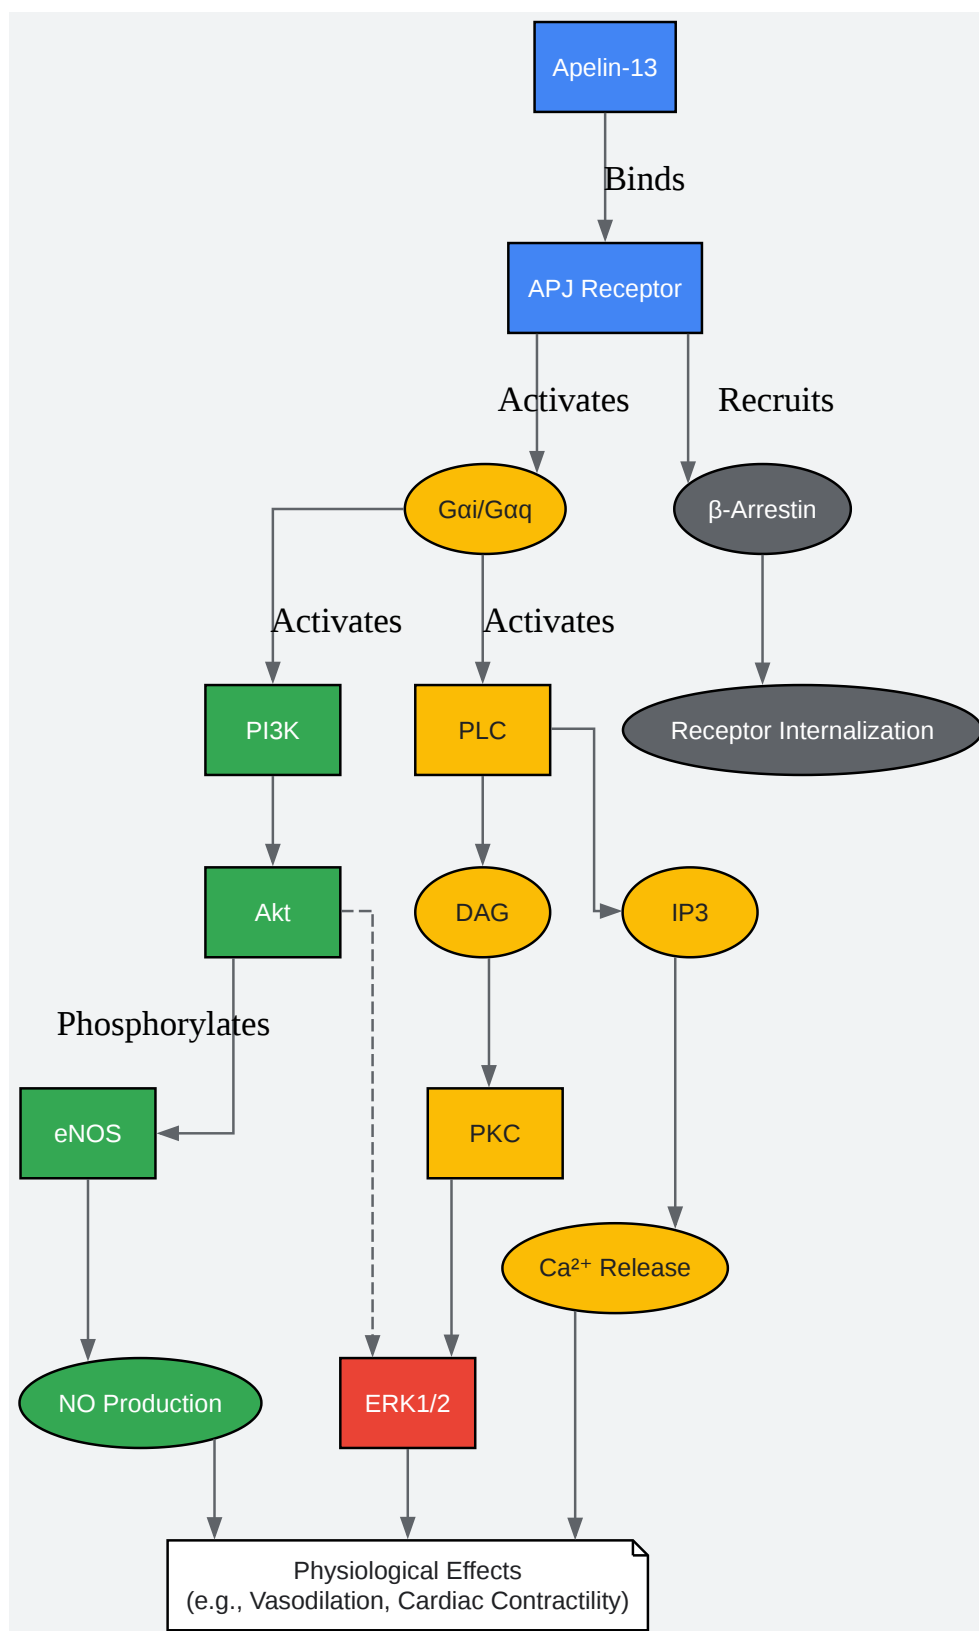 Apelin-13
Binds
APJ Receptor
Activates
Recruits
Gαi/Gαq
β-Arrestin
Activates
Activates
PI3K
PLC
Receptor Internalization
Akt
DAG
IP3
Phosphorylates
eNOS
PKC
Ca²⁺ Release
NO Production
ERK1/2
Physiological Effects
(e.g., Vasodilation, Cardiac Contractility)